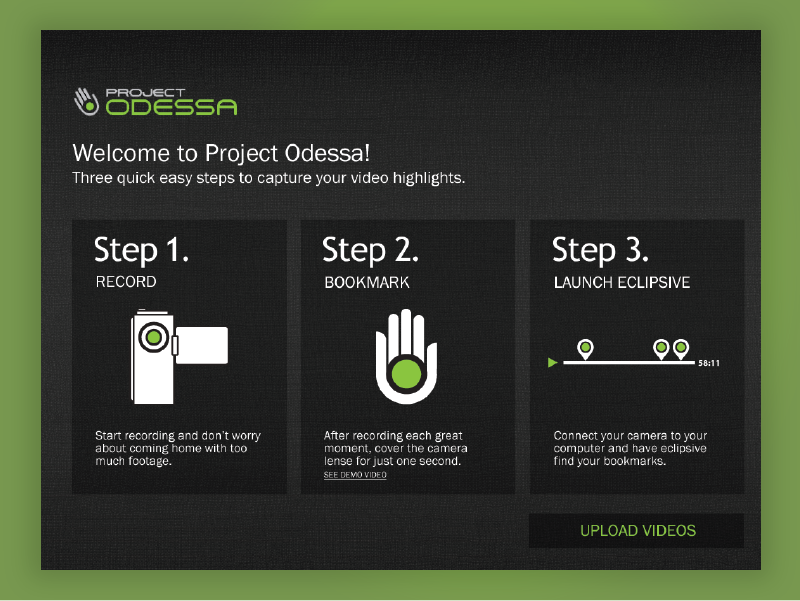 PROJECT
ODESSA
Welcome to Project Odessa!
Three quick easy steps to capture your video highlights.
Step 1.
RECORD
Start recording and don't worry
about coming home with too
much footage.
Step 2.
BOOKMARK
After recording each great
moment, cover the camera
lense for just one second.
SEE DEMO VIDEO
Step 3.
LAUNCH ECLIPSIVE
58:11
Connect your camera to your
computer and have eclipsive
find your bookmarks.
UPLOAD VIDEOS